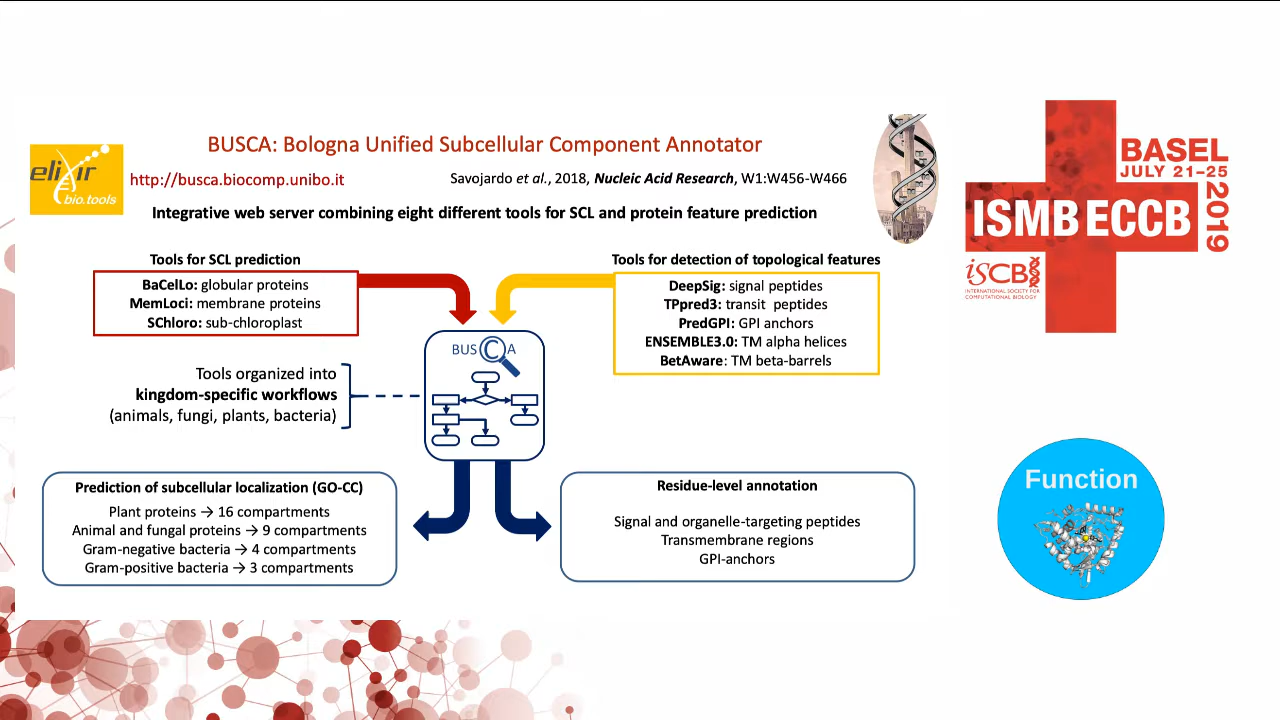 BUSCA: Bologna Unified Subcellular Component Annotator
elixir
bio.tools
http://busca.biocomp.unibo.it
Savojardo et al., 2018, Nucleic Acid Research, W1:W456-W466
Integrative web server combining eight different tools for SCL and protein feature prediction
Tools for SCL prediction
BaCelLo: globular proteins
MemLoci: membrane proteins
SChloro: sub-chloroplast
Tools for detection of topological features
DeepSig: signal peptides
TPpred3: transit peptides
PredGPI: GPI anchors
ENSEMBLE3.0: TM alpha helices
BetAware: TM beta-barrels
BUSCA
Tools organized into
kingdom-specific workflows
(animals, fungi, plants, bacteria)
Prediction of subcellular localization (GO-CC)
Plant proteins → 16 compartments
Animal and fungal proteins → 9 compartments
Gram-negative bacteria → 4 compartments
Gram-positive bacteria → 3 compartments
Residue-level annotation
Signal and organelle-targeting peptides
Transmembrane regions
GPI-anchors
BASEL
JULY 21–25
2019
ISMB ECCB
iSCB
INTERNATIONAL SOCIETY FOR
COMPUTATIONAL BIOLOGY
Function